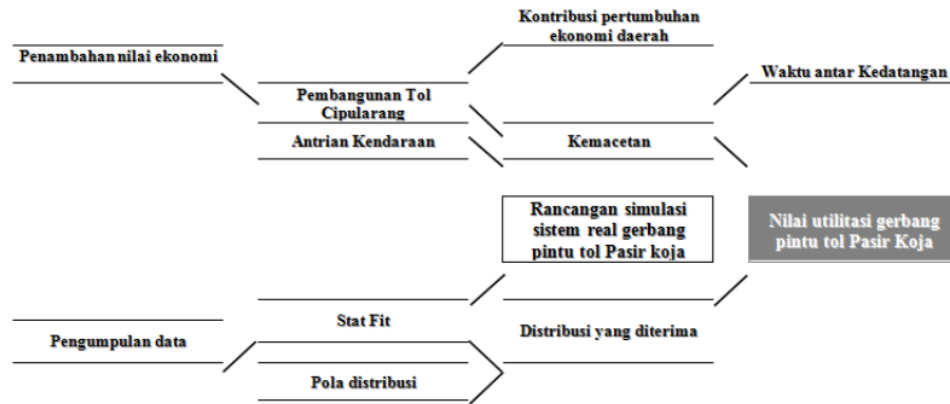 Kontribusi pertumbuhan
ekonomi daerah
Penambahan nilai ekonomi
Waktu antar Kedatangan
Pembangunan Tol
Cipularang
Antrian Kendaraan
Kemacetan
Rancangan simulasi
sistem real gerbang
pintu tol Pasir koja
Nilai utilitasi gerbang
pintu tol Pasir Koja
Stat Fit
Distribusi yang diterima
Pengumpulan data
Pola distribusi